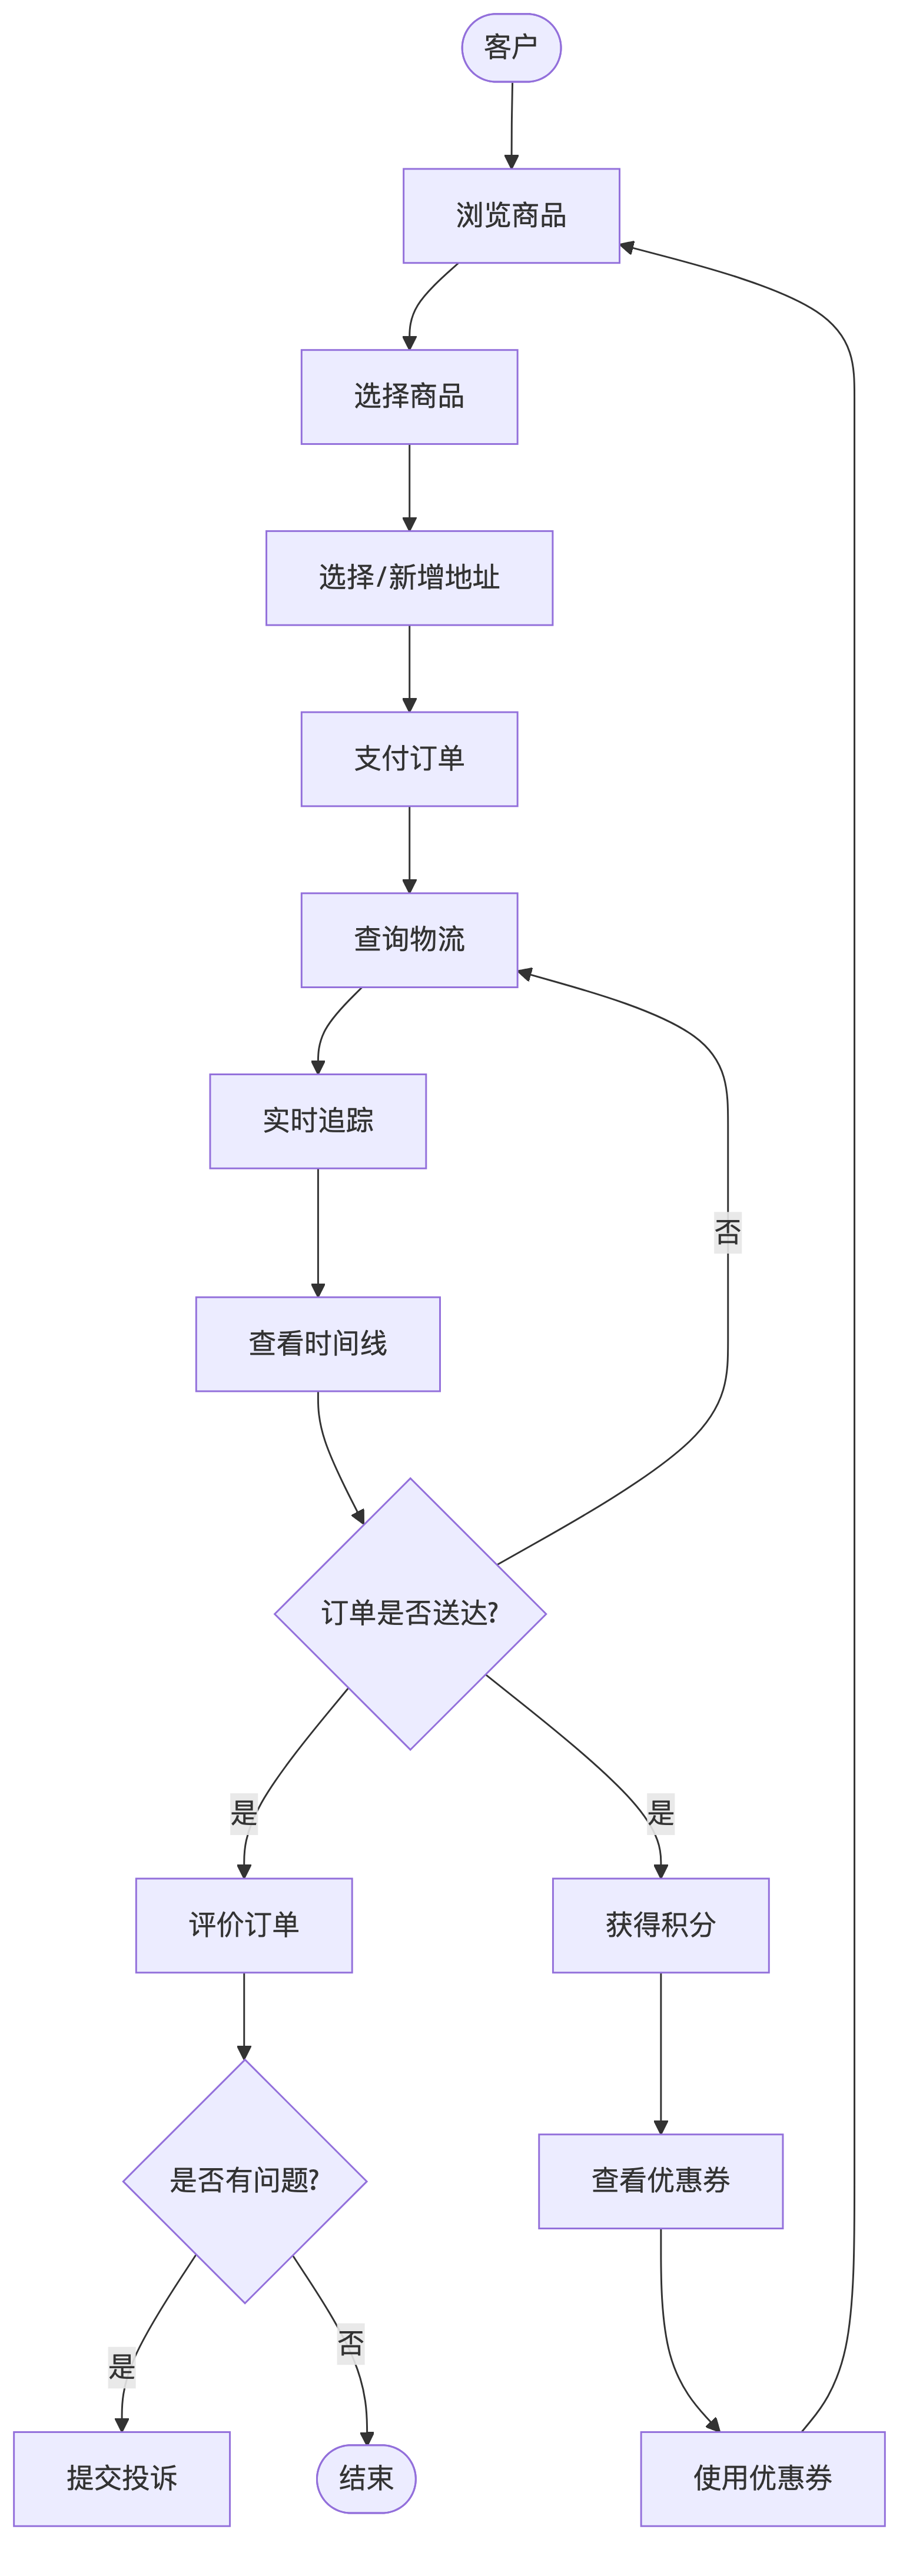 客户
浏览商品
选择商品
选择/新增地址
支付订单
查询物流
实时追踪
否
查看时间线
订单是否送达?
是
是
评价订单
获得积分
是否有问题?
查看优惠券
否
是
提交投诉
结束
使用优惠券